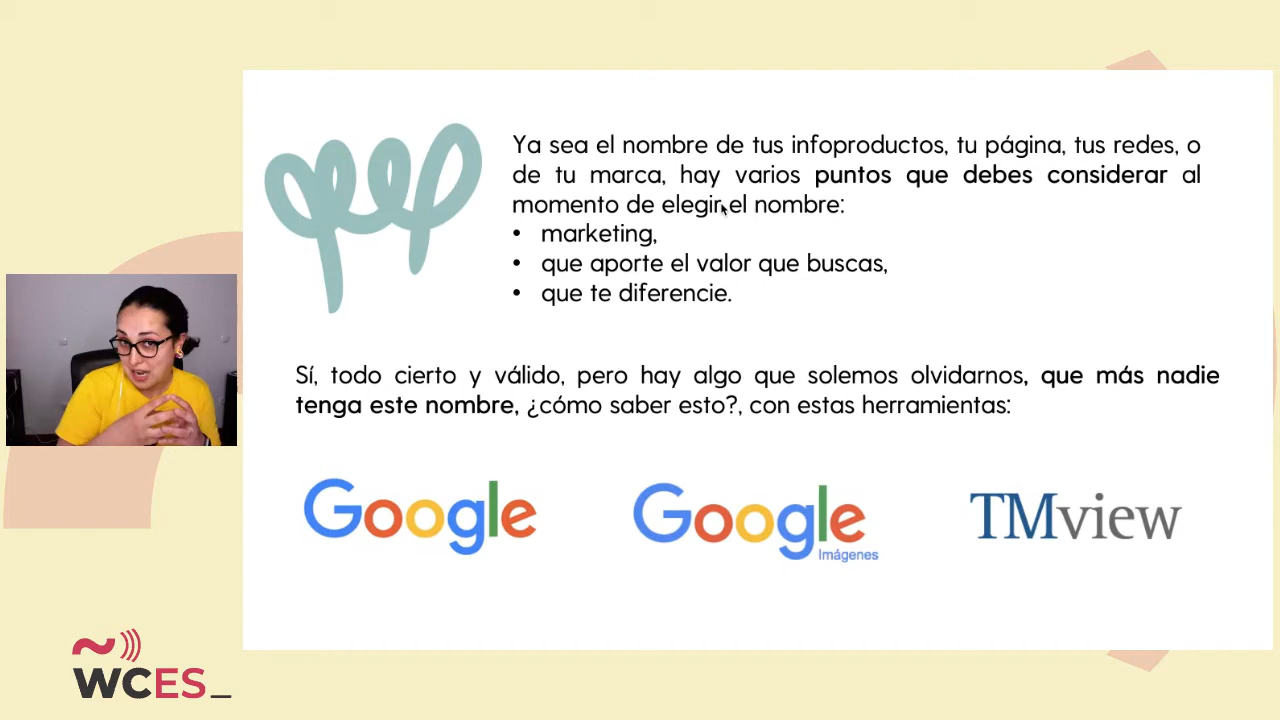 Ya sea el nombre de tus infoproductos, tu página, tus redes, o
de tu marca, hay varios puntos que debes considerar al
momento de elegir el nombre:
• marketing,
• que aporte el valor que buscas,
• que te diferencie.
Sí, todo cierto y válido, pero hay algo que solemos olvidarnos, que más nadie
tenga este nombre, ¿cómo saber esto?, con estas herramientas:
Google
Google
Imágenes
TMview
WCES_